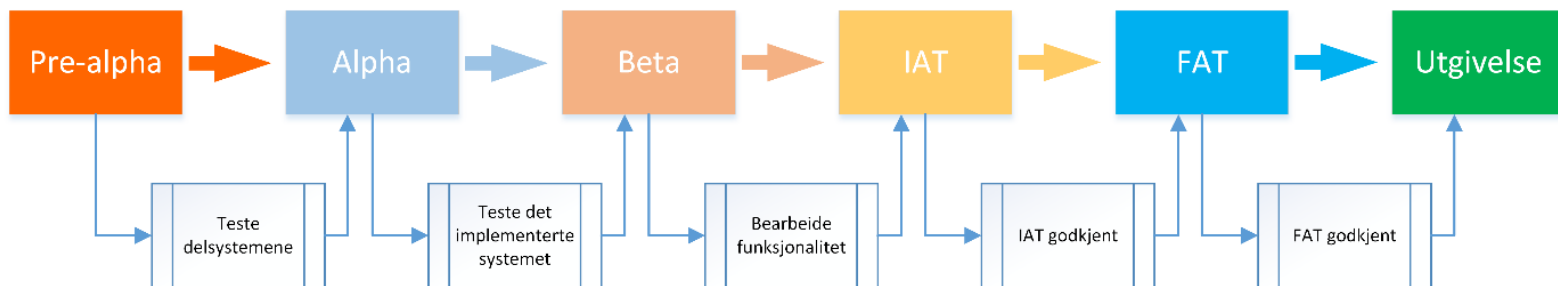 Pre-alpha
Alpha
Beta
IAT
FAT
Utgivelse
Teste
delsystemene
Teste det
implementerte
systemet
Bearbeide
funksjonalitet
IAT godkjent
FAT godkjent